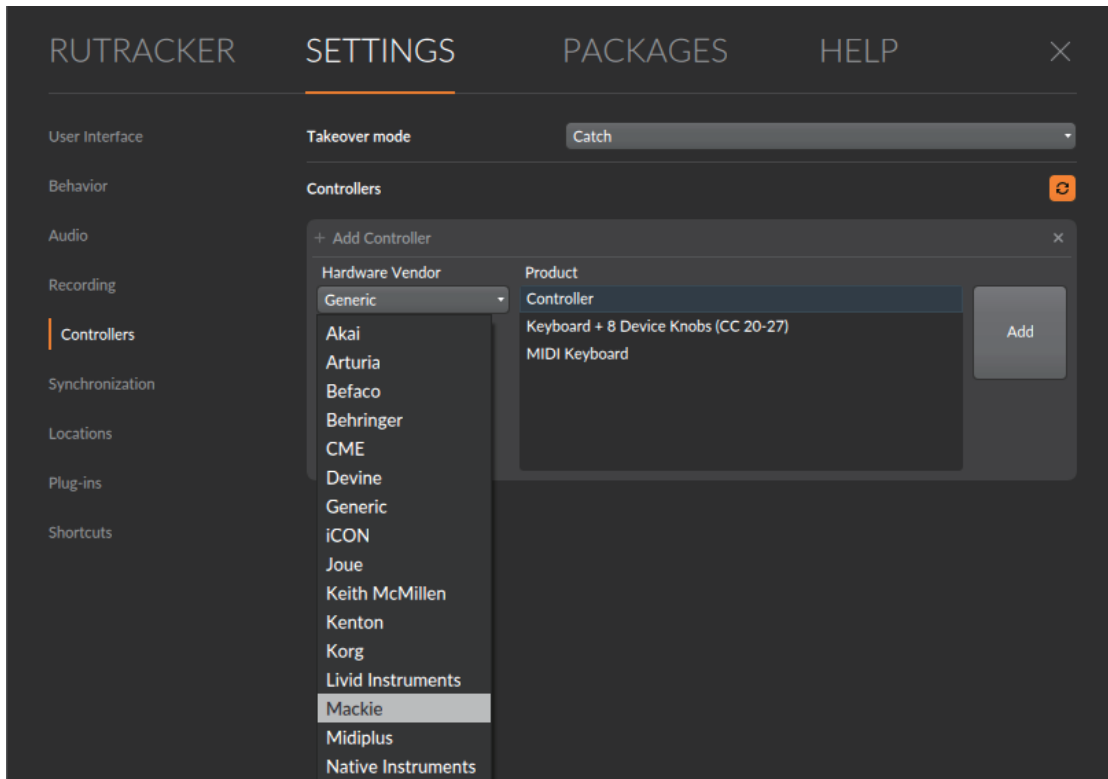 RUTRACKER SETTINGS PACKAGES HELP
User Interface
Behavior
Audio
Recording
Controllers
Synchronization
Locations
Plug-ins
Shortcuts
Takeover mode Catch
Controllers
+ Add Controller
Hardware Vendor
Generic
Akai
Arturia
Befaco
Behringer
CME
Devine
Generic
iCON
Joue
Keith McMillen
Kenton
Korg
Livid Instruments
Mackie
Midiplus
Native Instruments
Product
Controller
Keyboard + 8 Device Knobs (CC 20-27)
MIDI Keyboard
Add